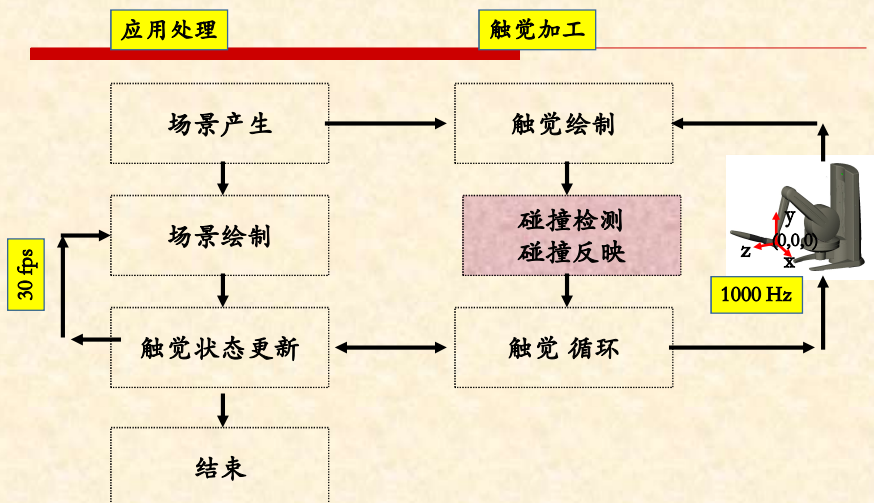 应用处理
触觉加工
场景产生
触觉绘制
场景绘制
碰撞检测
碰撞反映
y
(0,0,0)
z
x
30 fps
1000 Hz
触觉状态更新
触觉 循环
结束